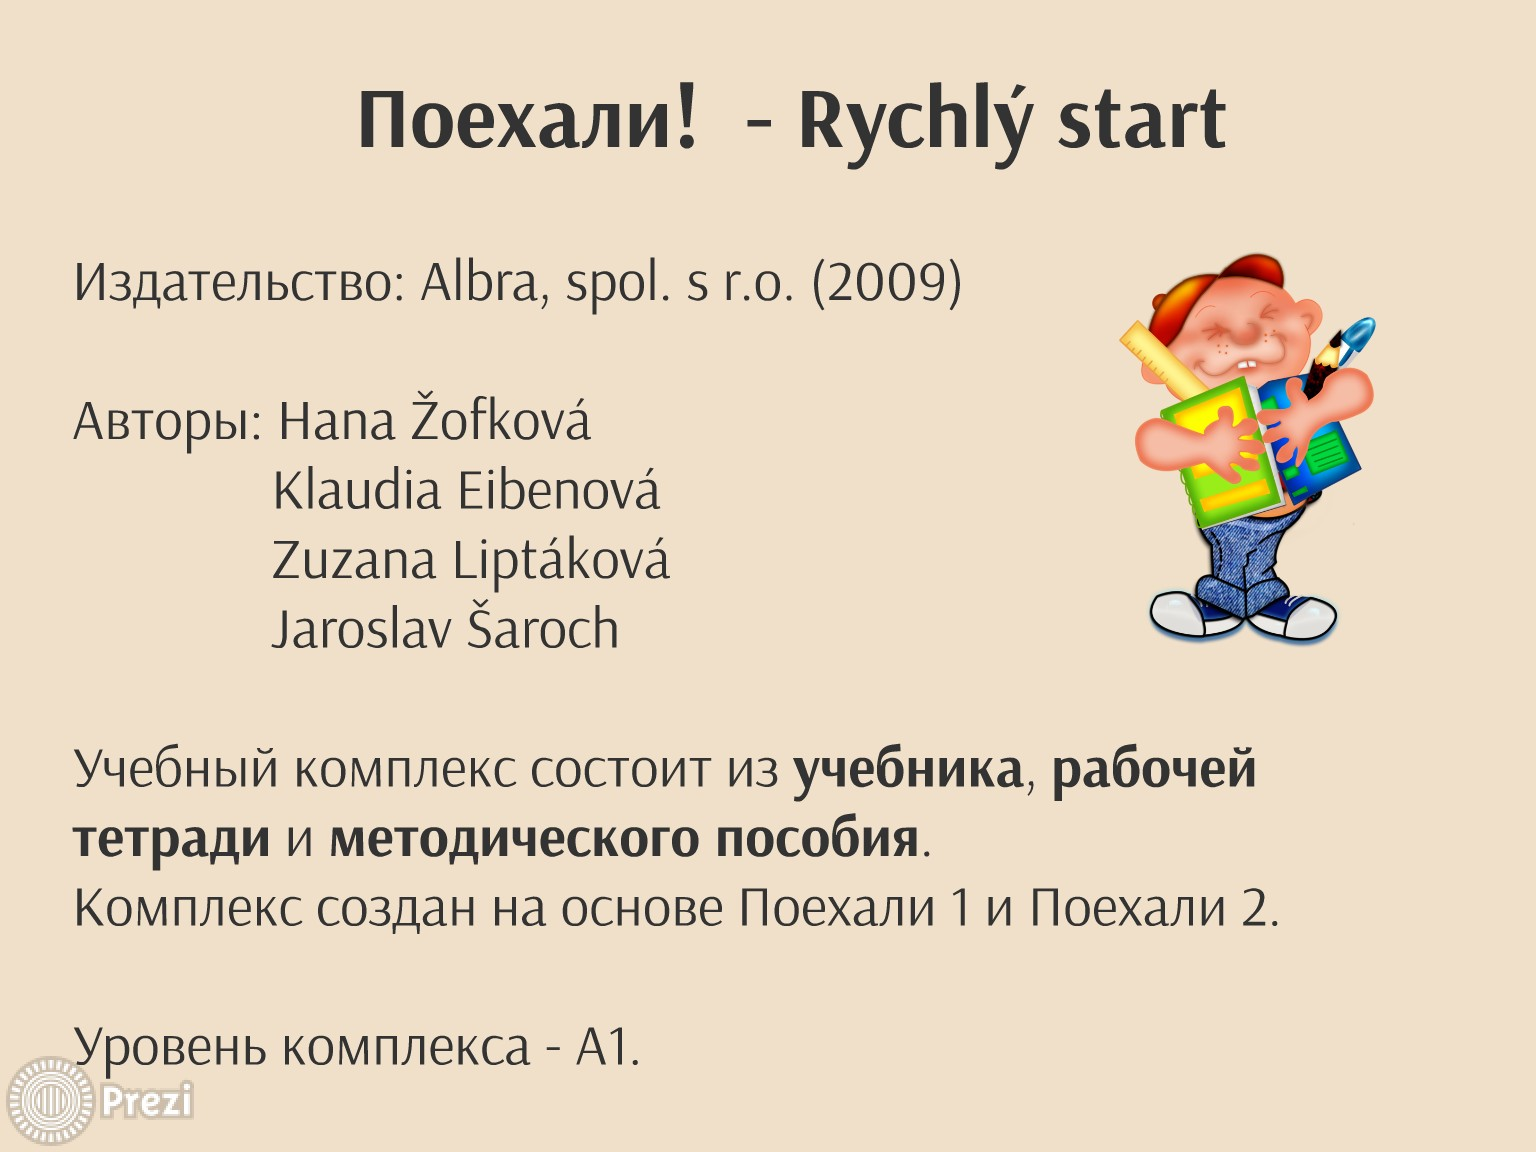 Поехали! - Rychlý start
Издательство: Albra, spol. s r.o. (2009)
Авторы: Hana Žofková
Klaudia Eibenová
Zuzana Liptáková
Jaroslav Šaroch
Учебный комплекс состоит из учебника, рабочей
тетради и методического пособия.
Комплекс создан на основе Поехали 1 и Поехали 2.
Уровень комплекса - А1.
Prezi